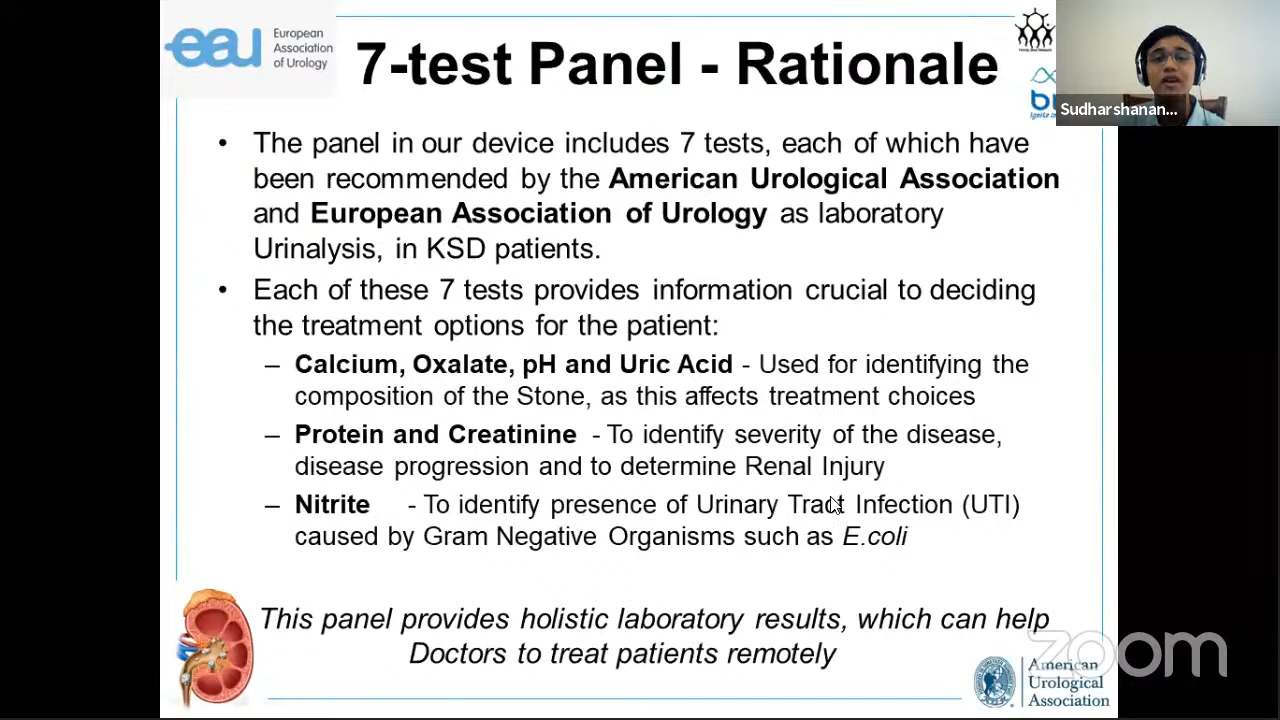 eau
European
Association
of Urology
7-test Panel - Rationale
Sudharshanan...
• The panel in our device includes 7 tests, each of which have
been recommended by the American Urological Association
and European Association of Urology as laboratory
Urinalysis, in KSD patients.
• Each of these 7 tests provides information crucial to deciding
the treatment options for the patient:
– Calcium, Oxalate, pH and Uric Acid - Used for identifying the
composition of the Stone, as this affects treatment choices
– Protein and Creatinine - To identify severity of the disease,
disease progression and to determine Renal Injury
– Nitrite - To identify presence of Urinary Tract Infection (UTI)
caused by Gram Negative Organisms such as E.coli
This panel provides holistic laboratory results, which can help
Doctors to treat patients remotely
zoom
American
Urological
Association